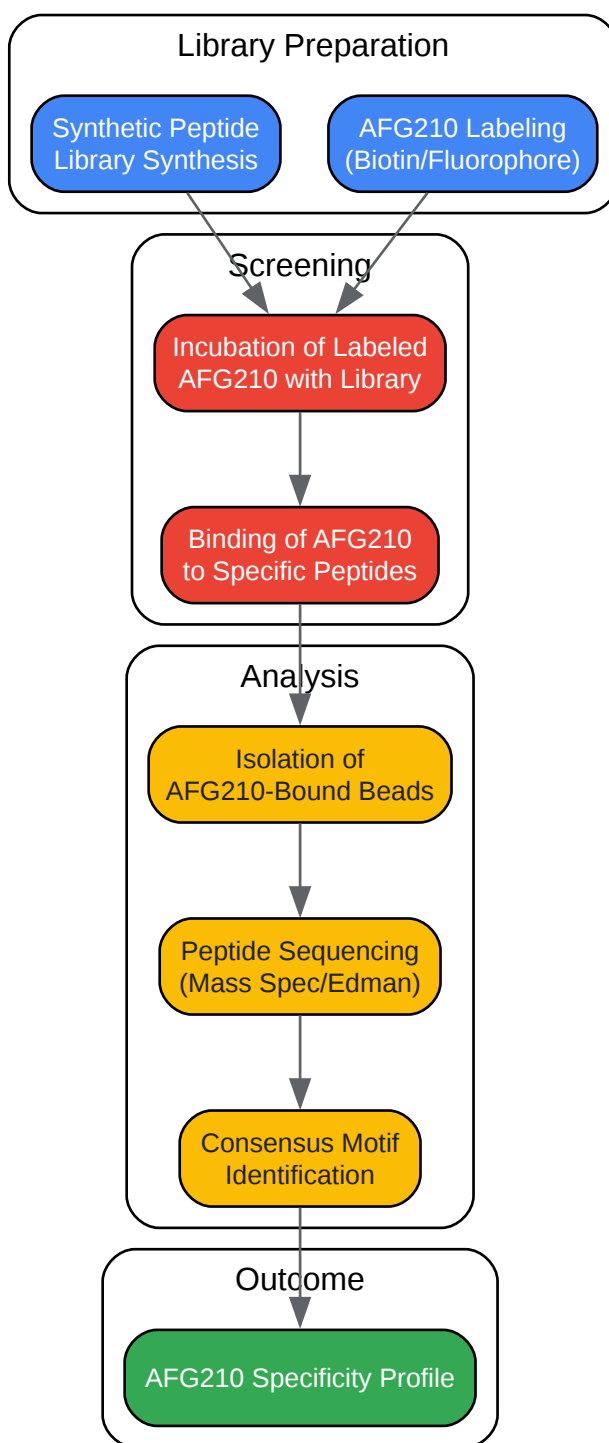 Library Preparation
Synthetic Peptide
Library Synthesis
AFG210 Labeling
(Biotin/Fluorophore)
Screening
Incubation of Labeled
AFG210 with Library
Binding of AFG210
to Specific Peptides
Analysis
Isolation of
AFG210-Bound Beads
Peptide Sequencing
(Mass Spec/Edman)
Consensus Motif
Identification
Outcome
AFG210 Specificity Profile